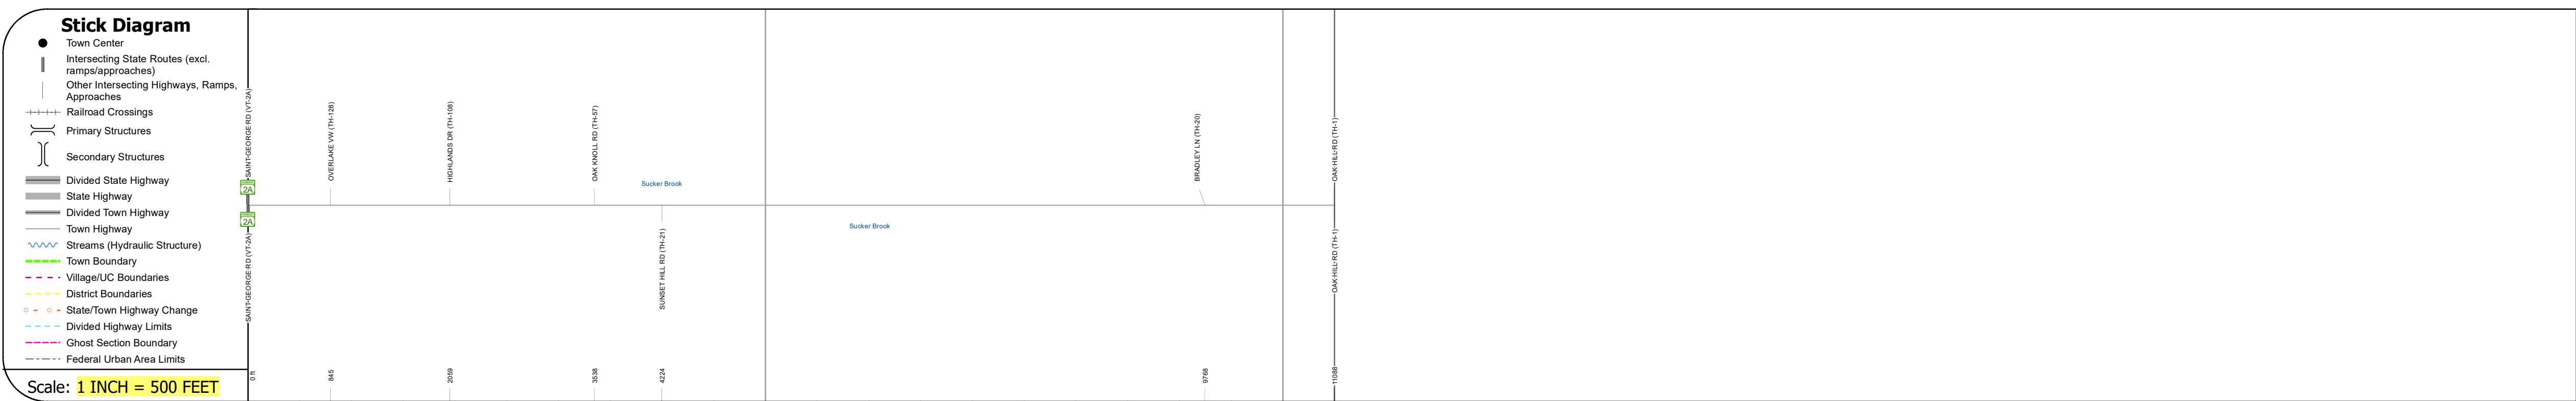 Stick Diagram
Town Center
Intersecting State Routes (excl.
ramps/approaches)
Other Intersecting Highways, Ramps,
Approaches
Railroad Crossings
Primary Structures
Secondary Structures
Divided State Highway
State Highway
Divided Town Highway
Town Highway
Streams (Hydraulic Structure)
Town Boundary
Village/UC Boundaries
District Boundaries
State/Town Highway Change
Divided Highway Limits
Ghost Section Boundary
Federal Urban Area Limits
Scale: 1 INCH = 500 FEET
SAINT-GEORGE RD (VT-2A)
OVERLAKE VW (TH-128)
HIGHLANDS DR (TH-108)
OAK KNOLL RD (TH-57)
BRADLEY LN (TH-20)
OAK-HILL-RD (TH-1)
2A
Sucker Brook
2A
Sucker Brook
SAINT-GEORGE RD (VT-2A)
SUNSET HILL RD (TH-21)
OAK-HILL-RD (TH-1)
0 ft
845
2059
3538
4224
9768
11088